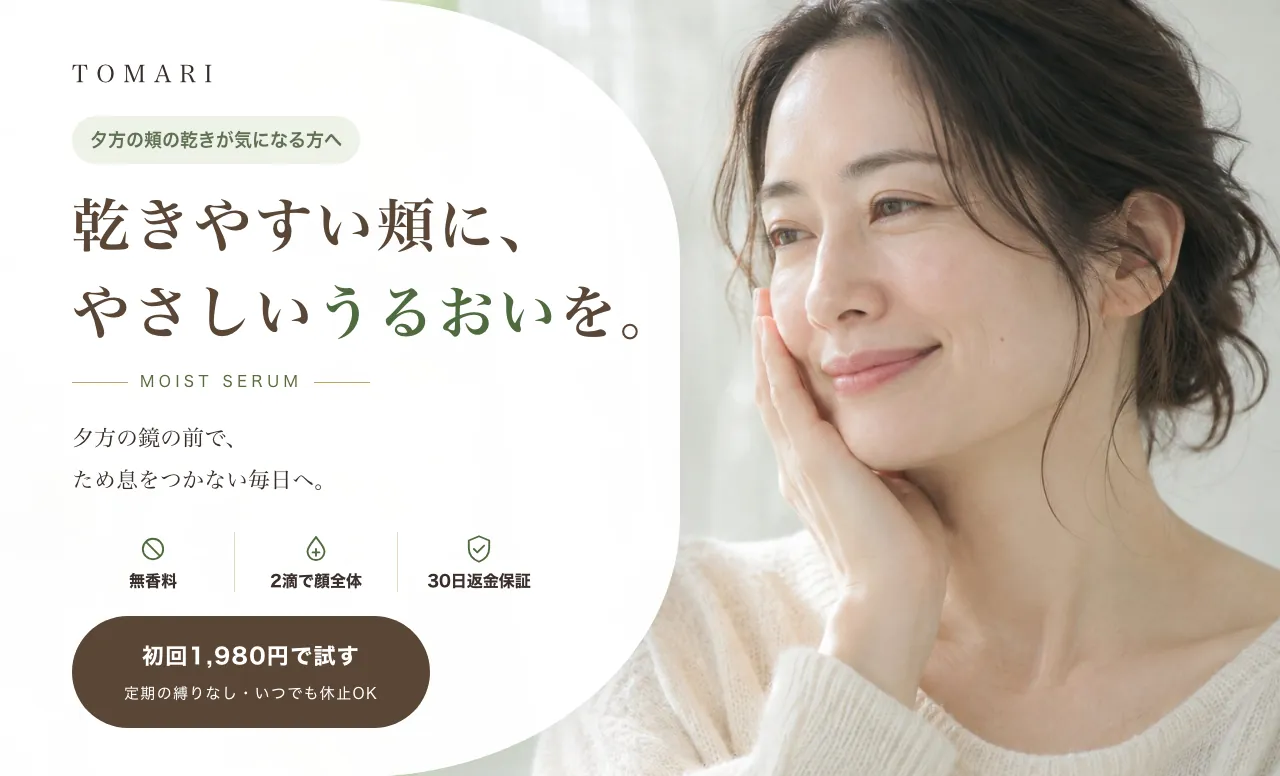 TOMARI
夕方の頬の乾きが気になる方へ
乾きやすい頬に、
やさしいうるおいを。
MOIST SERUM
夕方の鏡の前で、
ため息をつかない毎日へ。
無香料
2滴で顔全体
30日返金保証
初回1,980円で試す
定期の縛りなし・いつでも休止OK